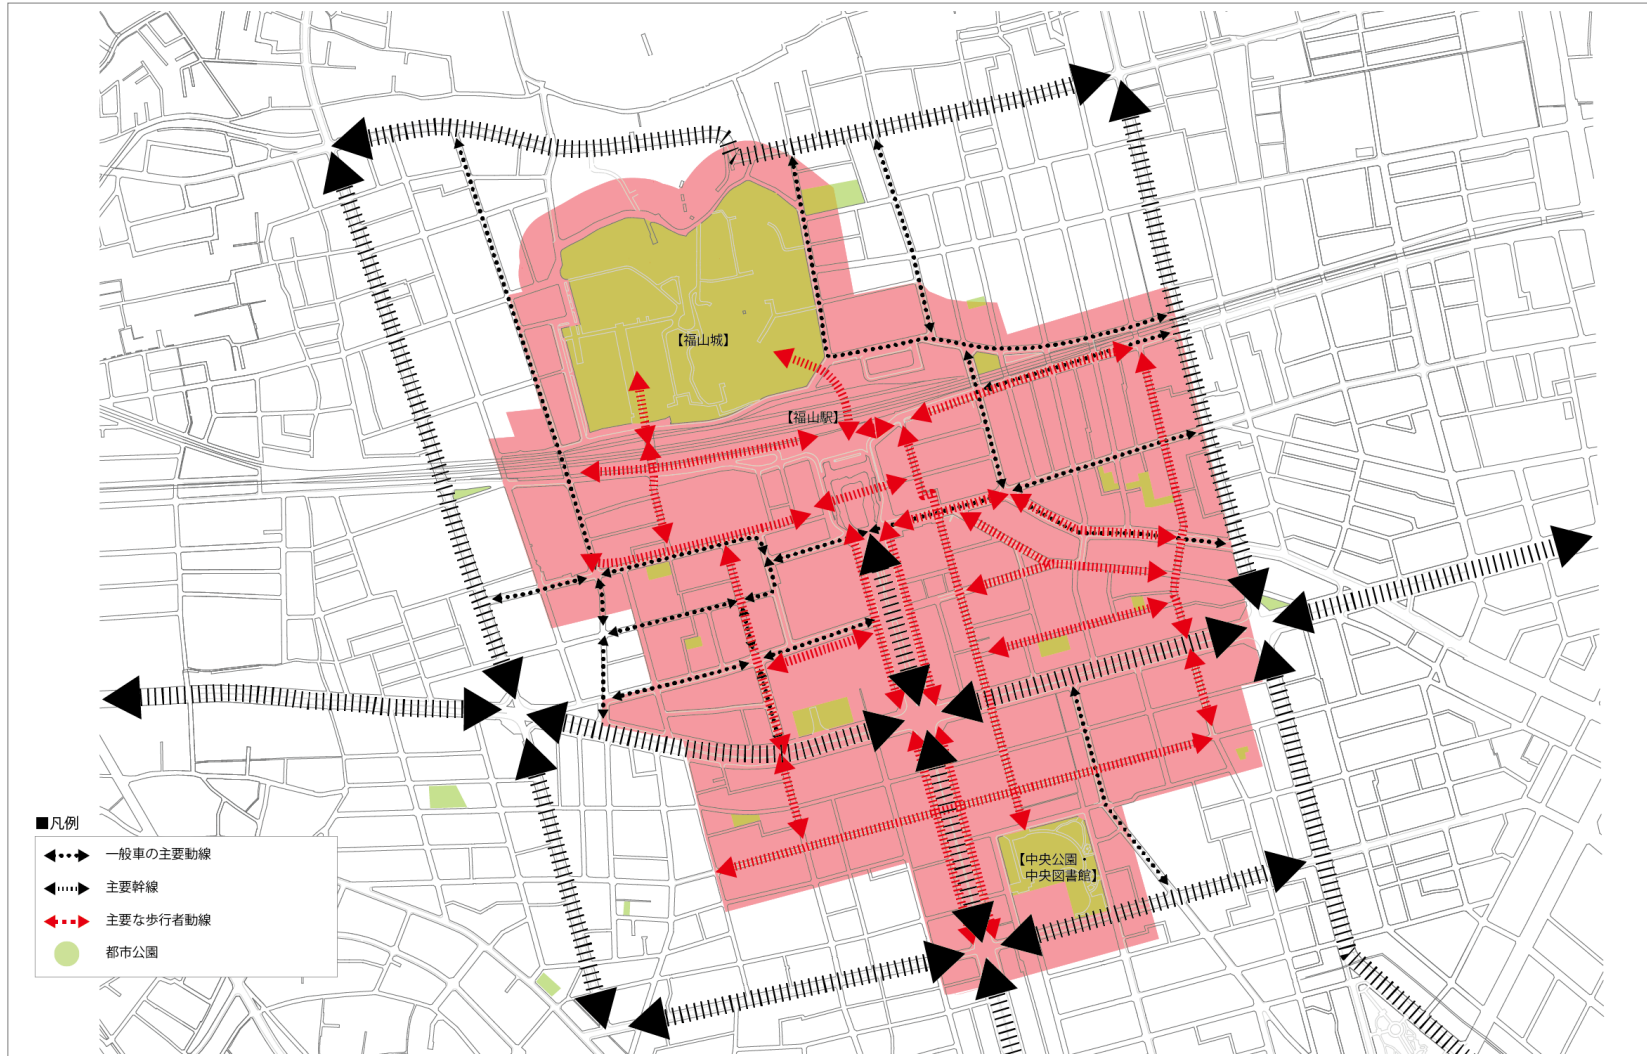 【福山城】
【福山駅】
【中央公園・
中央図書館】
■凡例
一般車の主要動線
主要幹線
主要な歩行者動線
都市公園